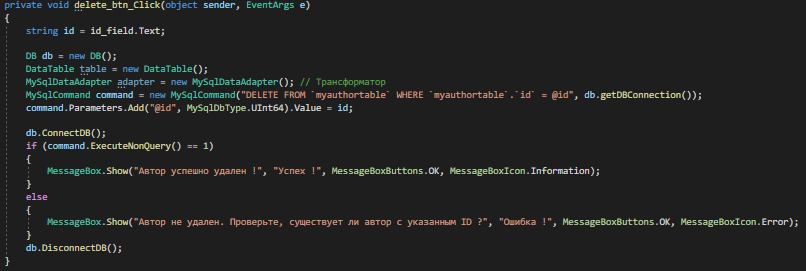 private void delete_btn_Click(object sender, EventArgs e)
{
string id = id_field.Text;
DB db = new DB();
DataTable table = new DataTable();
MySqlDataAdapter adapter = new MySqlDataAdapter(); // Трансформатор
MySqlCommand command = new MySqlCommand("DELETE FROM `myauthortable` WHERE `myauthortable`.`id` = @id", db.getDBConnection());
command.Parameters.Add("@id", MySqlDbType.UInt64).Value = id;
db.ConnectDB();
if (command.ExecuteNonQuery() == 1)
{
MessageBox.Show("Автор успешно удален !", "Успех !", MessageBoxButtons.OK, MessageBoxIcon.Information);
}
else
{
MessageBox.Show("Автор не удален. Проверьте, существует ли автор с указанным ID ?", "Ошибка !", MessageBoxButtons.OK, MessageBoxIcon.Error);
}
db.DisconnectDB();
}